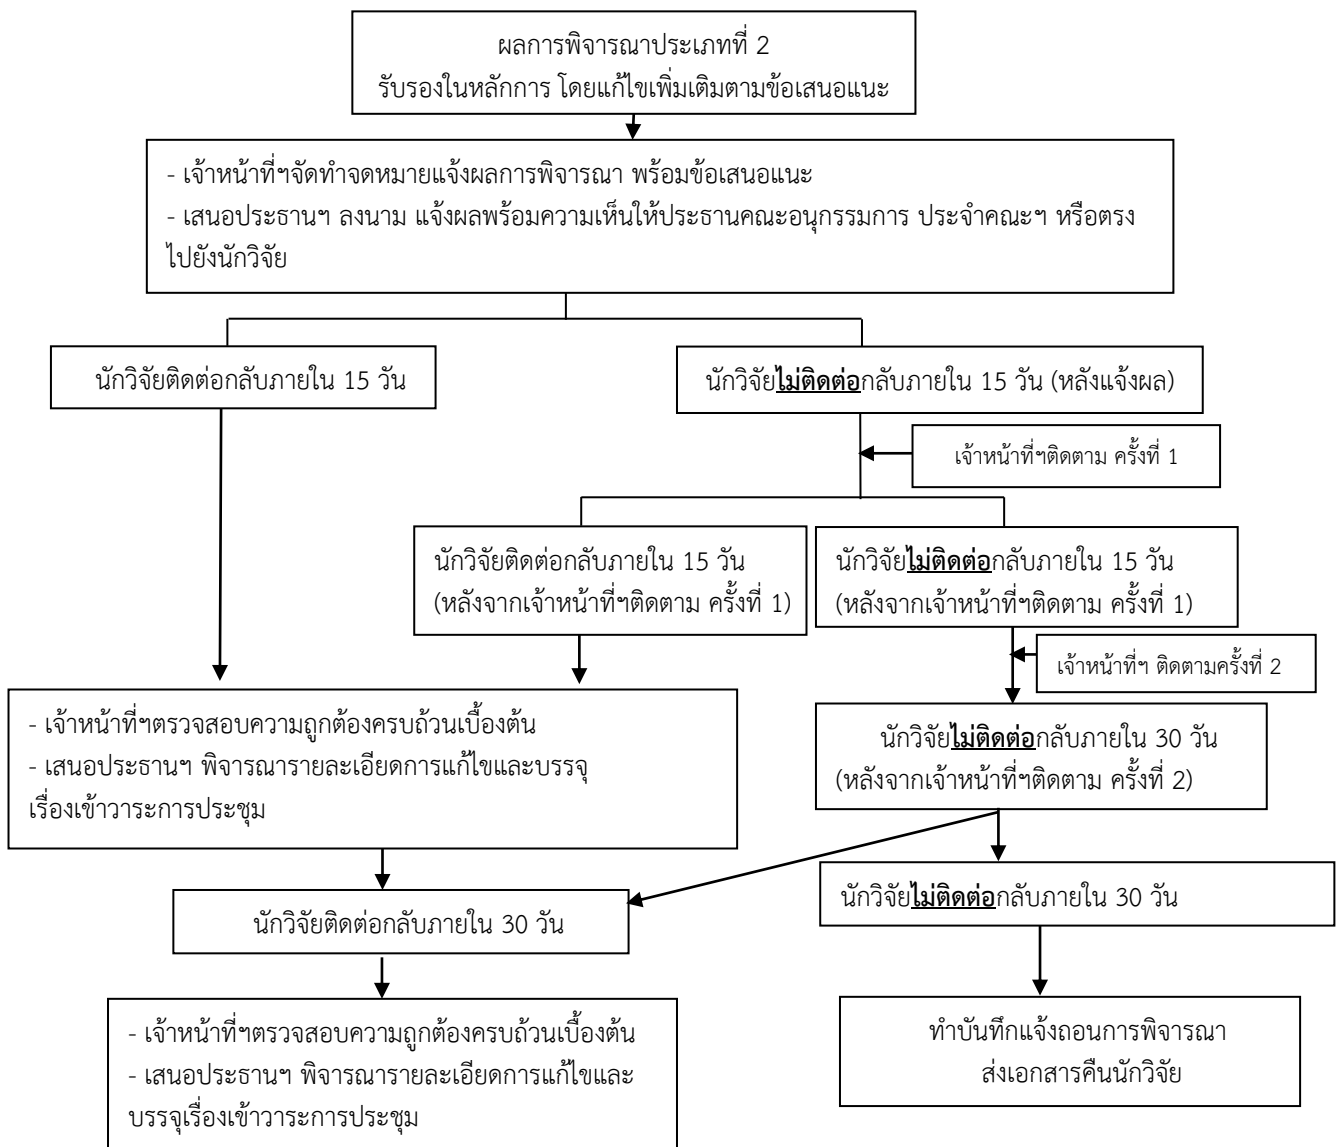 ผลการพิจารณาประเภทที่ 2
รับรองในหลักการ โดยแก้ไขเพิ่มเติมตามข้อเสนอแนะ
- เจ้าหน้าที่ฯจัดทำจดหมายแจ้งผลการพิจารณา พร้อมข้อเสนอแนะ
- เสนอประธานฯ ลงนาม แจ้งผลพร้อมความเห็นให้ประธานคณะอนุกรรมการ ประจำคณะฯ หรือตรง
ไปยังนักวิจัย
นักวิจัยติดต่อกลับภายใน 15 วัน
นักวิจัยไม่ติดต่อกลับภายใน 15 วัน (หลังแจ้งผล)
เจ้าหน้าที่ฯติดตาม ครั้งที่ 1
นักวิจัยติดต่อกลับภายใน 15 วัน
(หลังจากเจ้าหน้าที่ฯติดตาม ครั้งที่ 1)
นักวิจัยไม่ติดต่อกลับภายใน 15 วัน
(หลังจากเจ้าหน้าที่ฯติดตาม ครั้งที่ 1)
เจ้าหน้าที่ฯ ติดตามครั้งที่ 2
- เจ้าหน้าที่ฯตรวจสอบความถูกต้องครบถ้วนเบื้องต้น
- เสนอประธานฯ พิจารณารายละเอียดการแก้ไขและบรรจุ
เรื่องเข้าวาระการประชุม
นักวิจัยไม่ติดต่อกลับภายใน 30 วัน
(หลังจากเจ้าหน้าที่ฯติดตาม ครั้งที่ 2)
นักวิจัยติดต่อกลับภายใน 30 วัน
นักวิจัยไม่ติดต่อกลับภายใน 30 วัน
- เจ้าหน้าที่ฯตรวจสอบความถูกต้องครบถ้วนเบื้องต้น
- เสนอประธานฯ พิจารณารายละเอียดการแก้ไขและ
บรรจุเรื่องเข้าวาระการประชุม
ทำบันทึกแจ้งถอนการพิจารณา
ส่งเอกสารคืนนักวิจัย